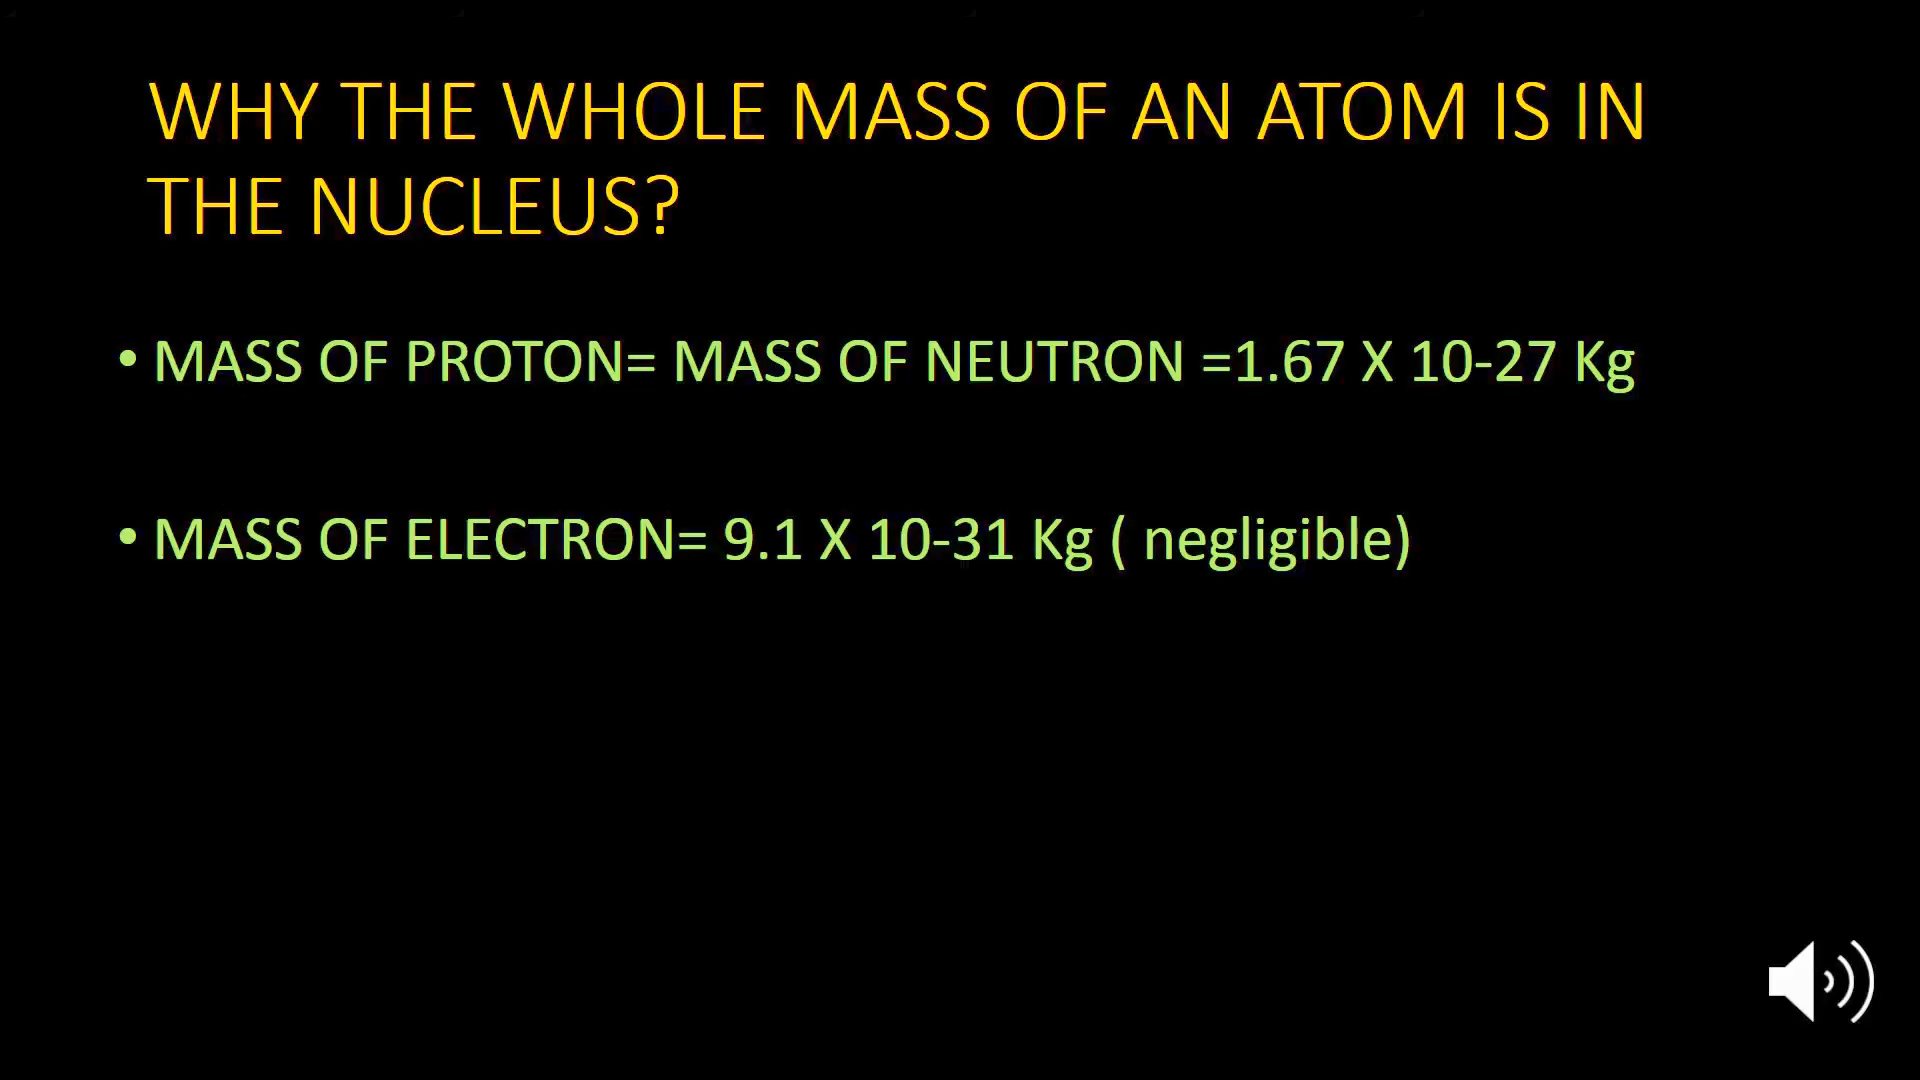 WHY THE WHOLE MASS OF AN ATOM IS IN
THE NUCLEUS?
• MASS OF PROTON= MASS OF NEUTRON =1.67 X 10-27 Kg
• MASS OF ELECTRON= 9.1 X 10-31 Kg ( negligible)